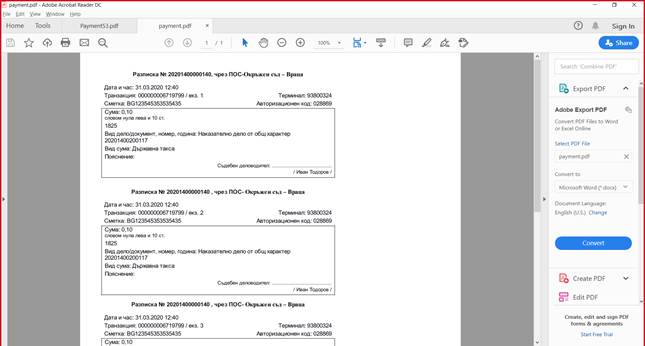 payment.pdf - Adobe Acrobat Reader DC
File Edit View Window Help
Home Tools Payment53.pdf payment.pdf × Sign In
1 / 1 100% Share
Разписка № 20201400000140, чрез ПОС-Окръжен съд – Враца
Дата и час: 31.03.2020 12:40
Транзакция: 000000006719799 / екз. 1 Терминал: 93800324
Сметка: BG123545353535435 Авторизационен код: 028869
Сума: 0,10
словом нула лева и 10 ст.
1825
Вид дело/документ, номер, година: Наказателно дело от общ характер
20201400200117
Вид сума: Държавна такса
Пояснение:
Съдебен деловодител:
/ Иван Тодоров /
Разписка № 20201400000140 , чрез ПОС- Окръжен съд – Враца
Дата и час: 31.03.2020 12:40
Транзакция: 000000006719799 / екз. 2 Терминал: 93800324
Сметка: BG123545353535435 Авторизационен код: 028869
Сума: 0,10
словом нула лева и 10 ст.
1825
Вид дело/документ, номер, година: Наказателно дело от общ характер
20201400200117
Вид сума: Държавна такса
Пояснение:
Съдебен деловодител:
/ Иван Тодоров /
Разписка № 20201400000140 , чрез ПОС- Окръжен съд – Враца
Дата и час: 31.03.2020 12:40
Транзакция: 000000006719799 / екз. 3 Терминал: 93800324
Сметка: BG123545353535435 Авторизационен код: 028869
Сума: 0,10
Search 'Combine PDF'
Export PDF
Adobe Export PDF
Convert PDF Files to Word
or Excel Online
Select PDF File
payment.pdf ×
Convert to
Microsoft Word (*.docx)
Document Language:
English (U.S.) Change
Convert
Create PDF
Edit PDF
Create, edit and sign PDF
forms & agreements
Start Free Trial